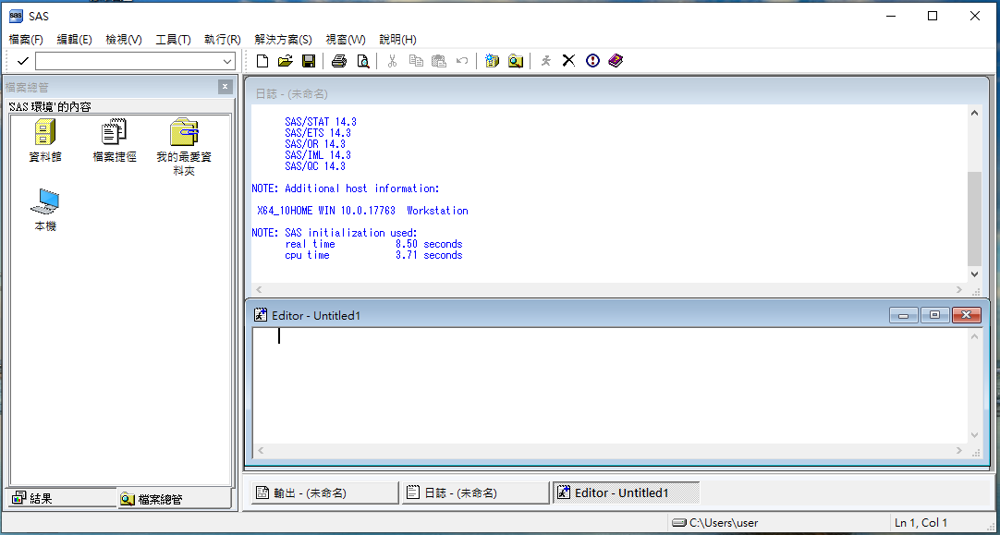 SAS
檔案(F) 編輯(E) 檢視(V) 工具(T) 執行(R) 解決方案(S) 視窗(W) 說明(H)
檔案總管
'SAS 環境'的內容
資料館
檔案捷徑
我的最愛資
料夾
本機
日誌 - (未命名)
SAS/STAT 14.3
SAS/ETS 14.3
SAS/OR 14.3
SAS/IML 14.3
SAS/QC 14.3
NOTE: Additional host information:
X64_10HOME WIN 10.0.17763 Workstation
NOTE: SAS initialization used:
real time 8.50 seconds
cpu time 3.71 seconds
Editor - Untitled1
結果 檔案總管
輸出 - (未命名) 日誌 - (未命名) Editor - Untitled1
C:\Users\user Ln 1, Col 1